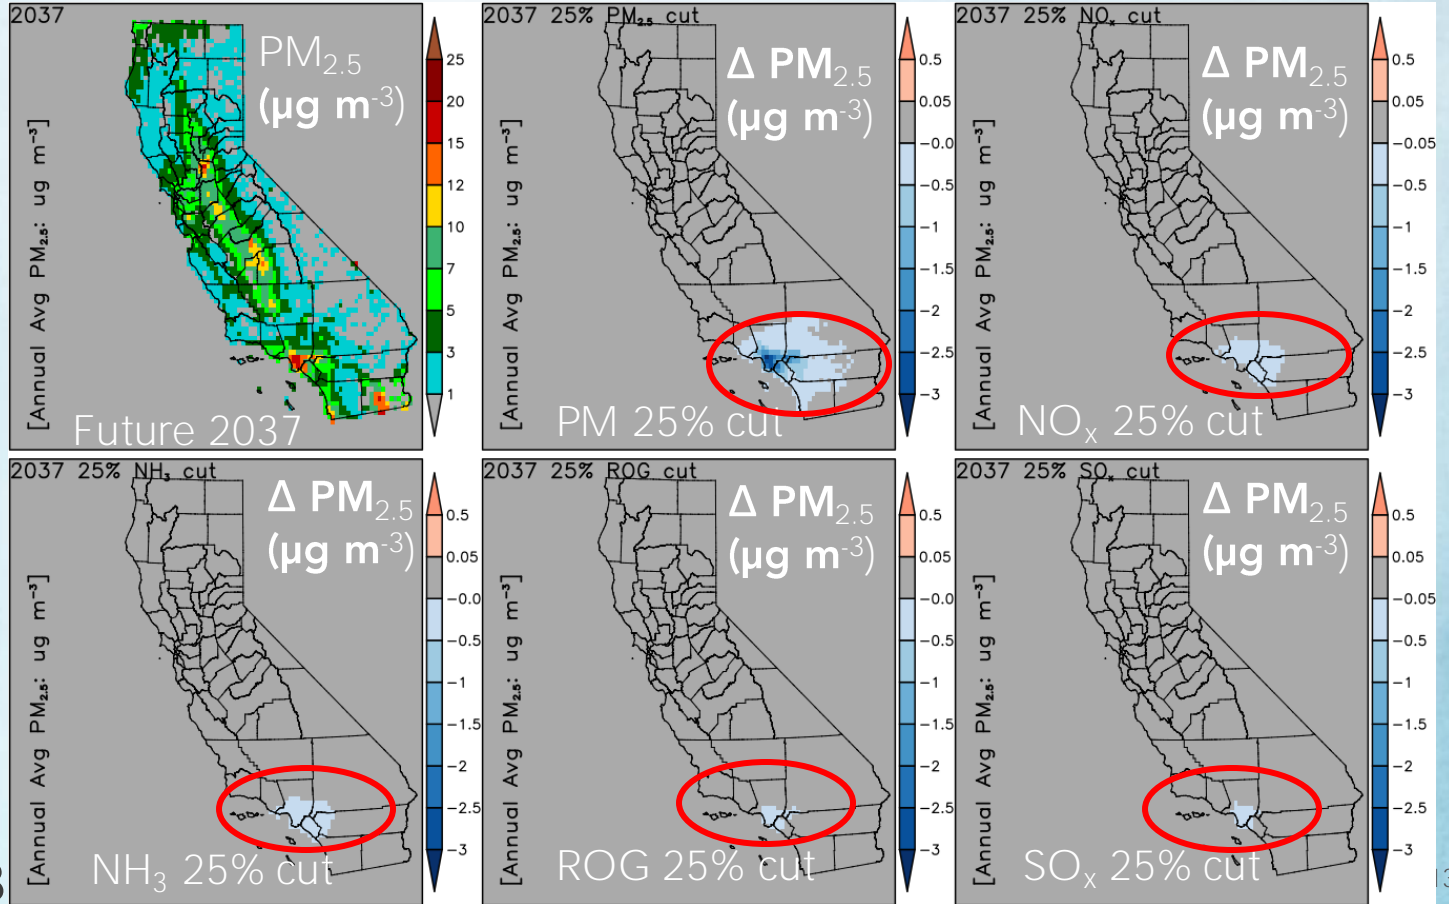 2037
PM2.5
(μg m-3)
[Annual Avg PM2.5: ug m-3]
Future 2037
25
20
15
12
10
7
5
3
1
2037 25% PM2.5 cut
Δ PM2.5
(μg m-3)
[Annual Avg PM2.5: ug m-3]
PM 25% cut
0.5
0.05
-0.0
-0.5
-1
-1.5
-2
-2.5
-3
2037 25% NOx cut
Δ PM2.5
(μg m-3)
[Annual Avg PM2.5: ug m-3]
NOx 25% cut
0.5
0.05
-0.05
-0.5
-1
-1.5
-2
-2.5
-3
2037 25% NH3 cut
Δ PM2.5
(μg m-3)
[Annual Avg PM2.5: ug m-3]
NH3 25% cut
0.5
0.05
-0.0
-0.5
-1
-1.5
-2
-2.5
-3
2037 25% ROG cut
Δ PM2.5
(μg m-3)
[Annual Avg PM2.5: ug m-3]
ROG 25% cut
0.5
0.05
-0.0
-0.5
-1
-1.5
-2
-2.5
-3
2037 25% SOx cut
Δ PM2.5
(μg m-3)
[Annual Avg PM2.5: ug m-3]
SOx 25% cut
0.5
0.05
-0.05
-0.5
-1
-1.5
-2
-2.5
-3